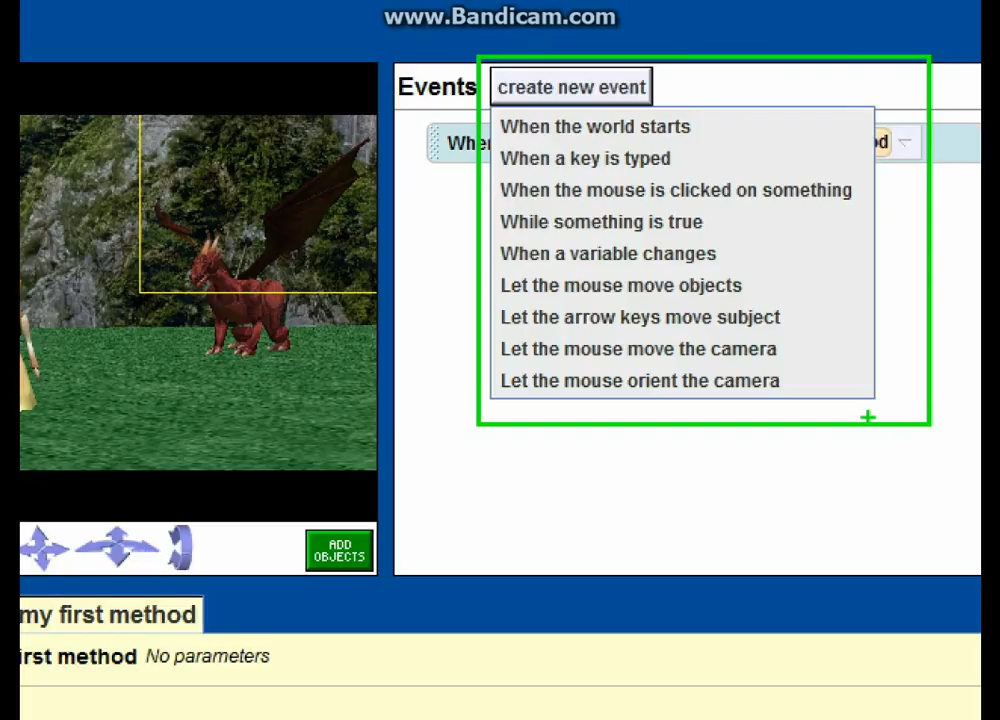 www.Bandicam.com
Events
create new event
When the world starts
When a key is typed
When the mouse is clicked on something
While something is true
When a variable changes
Let the mouse move objects
Let the arrow keys move subject
Let the mouse move the camera
Let the mouse orient the camera
ADD
OBJECTS
my first method
irst method No parameters